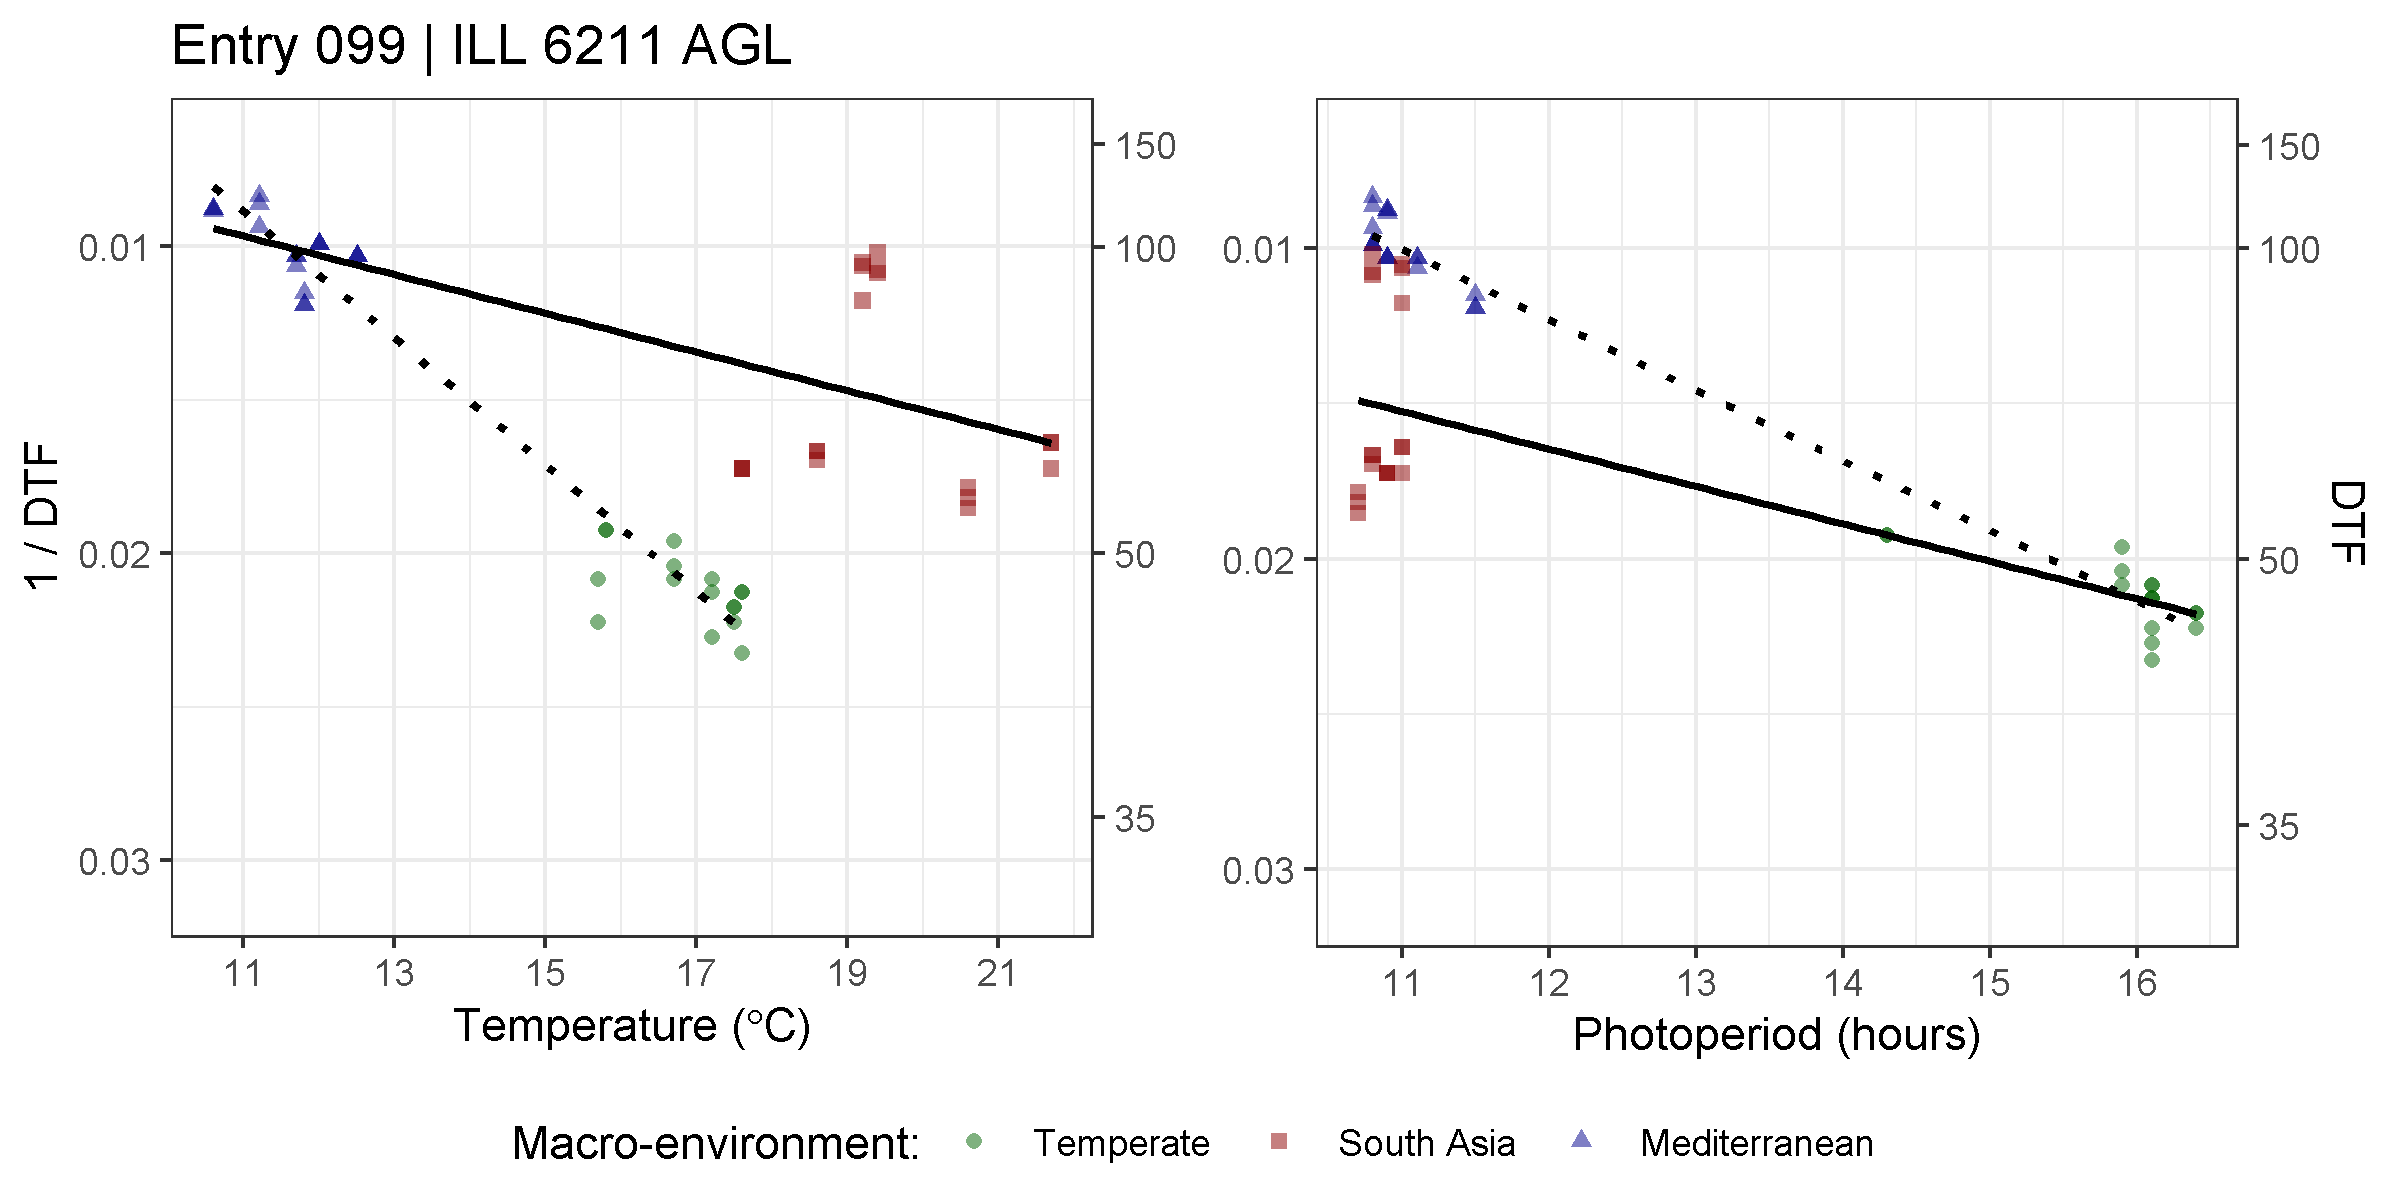 Entry 099 | ILL 6211 AGL
1 / DTF
0.01
0.02
0.03
150
100
50
35
11 13 15 17 19 21
Temperature (°C)
0.01
0.02
0.03
150
100
50
35
DTF
11 12 13 14 15 16
Photoperiod (hours)
Macro-environment: Temperate South Asia Mediterranean